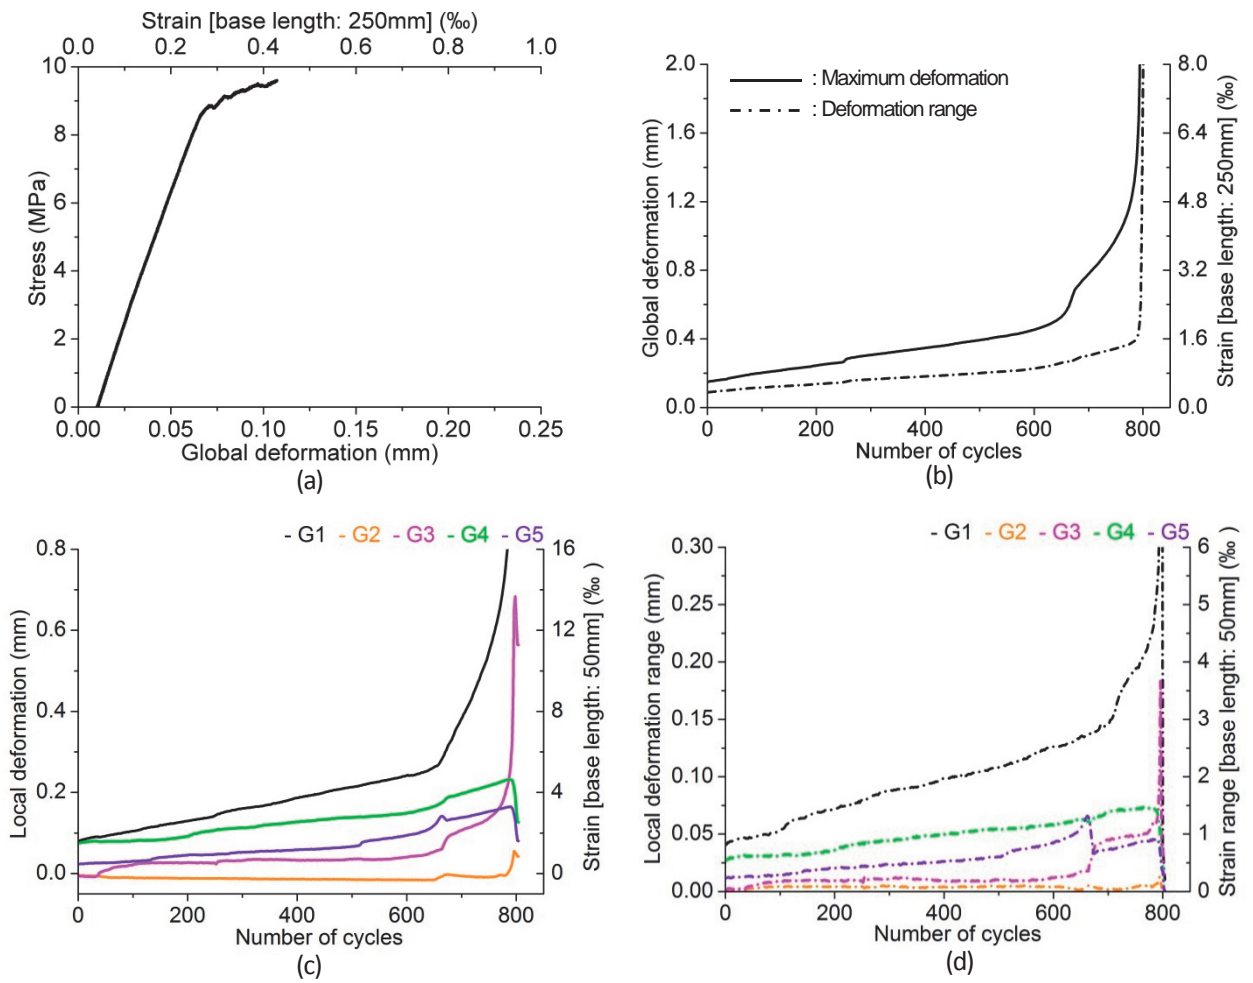 Strain [base length: 250mm] (‰)
0.0 0.2 0.4 0.6 0.8 1.0
10
8
6
4
2
0
Stress (MPa)
0.00 0.05 0.10 0.15 0.20 0.25
Global deformation (mm)
(a)
: Maximum deformation
: Deformation range
2.0
1.6
1.2
0.8
0.4
0.0
Global deformation (mm)
8.0
6.4
4.8
3.2
1.6
0.0
Strain [base length: 250mm] (‰)
0 200 400 600 800
Number of cycles
(b)
- G1 - G2 - G3 - G4 - G5
0.8
0.6
0.4
0.2
0.0
Local deformation (mm)
16
12
8
4
0
Strain [base length: 50mm] (‰ )
0 200 400 600 800
Number of cycles
(c)
- G1 - G2 - G3 - G4 - G5
0.30
0.25
0.20
0.15
0.10
0.05
0.00
Local deformation range (mm)
6
5
4
3
2
1
0
Strain range [base length: 50mm] (‰ )
0 200 400 600 800
Number of cycles
(d)